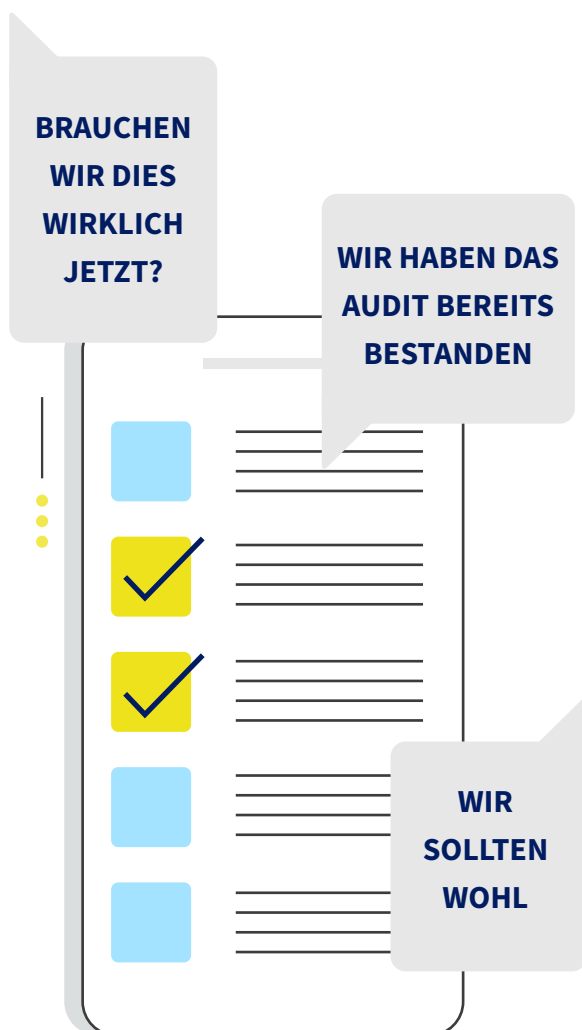 BRAUCHEN
WIR DIES
WIRKLICH
JETZT?
WIR HABEN DAS
AUDIT BEREITS
BESTANDEN
WIR
SOLLTEN
WOHL